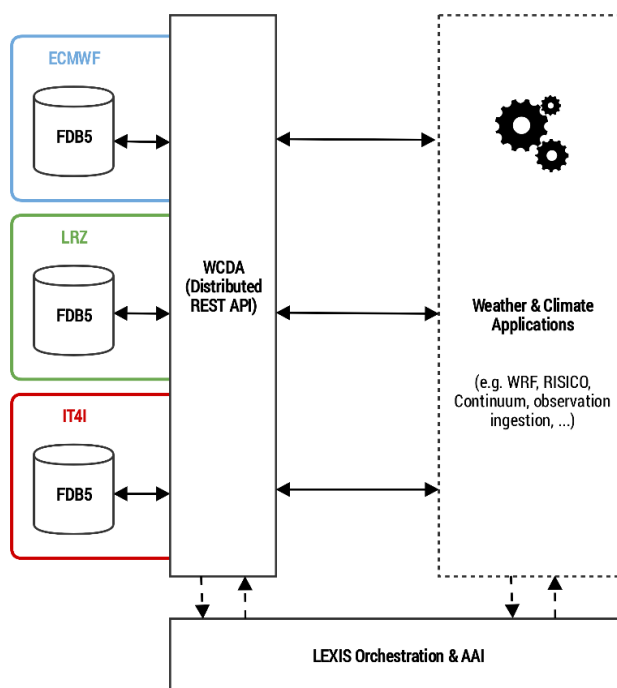 ECMWF
FDB5
LRZ
FDB5
IT4I
FDB5
WCDA
(Distributed
REST API)
Weather & Climate
Applications
(e.g. WRF, RISICO,
Continuum, observation
ingestion, ...)
LEXIS Orchestration & AAI